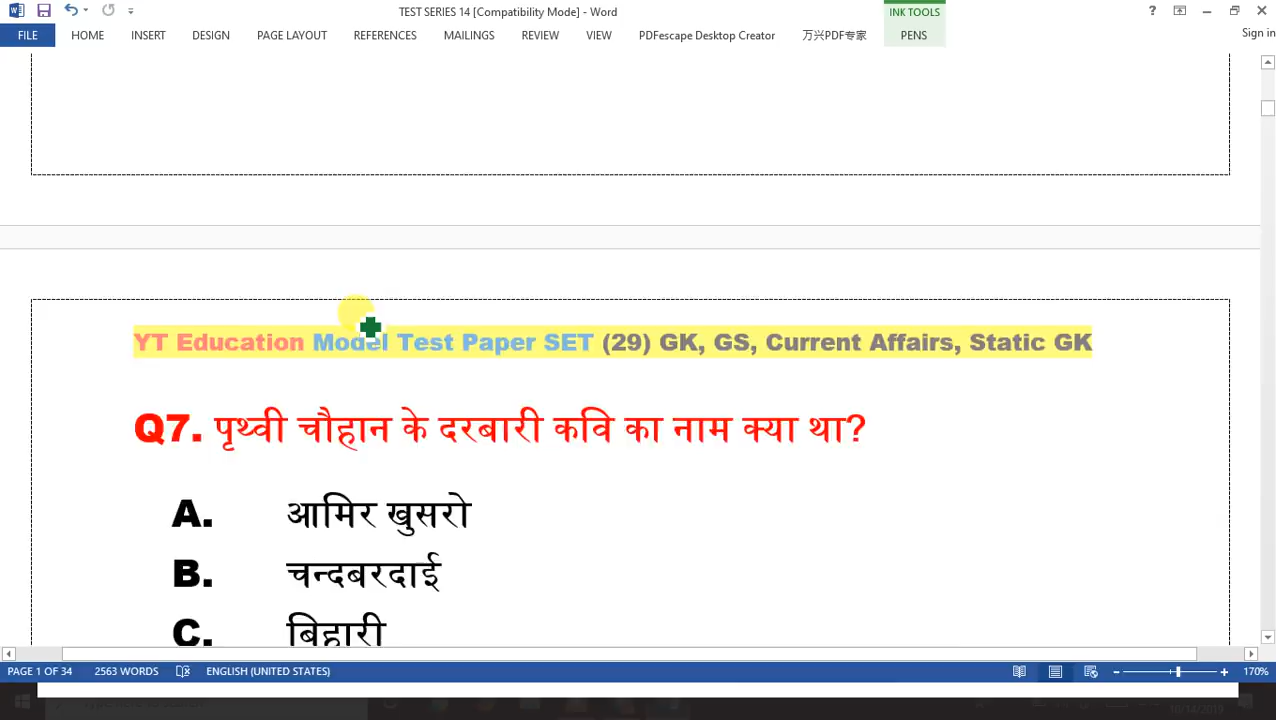 TEST SERIES 14 [Compatibility Mode] - Word
INK TOOLS
FILE HOME INSERT DESIGN PAGE LAYOUT REFERENCES MAILINGS REVIEW VIEW PDFescape Desktop Creator 万兴PDF专家 PENS
Sign in
YT Education Model Test Paper SET (29) GK, GS, Current Affairs, Static GK
Q7. पृथ्वी चौहान के दरबारी कवि का नाम क्या था?
A. आमिर खुसरो
B. चन्दबरदाई
C. बिहारी
PAGE 1 OF 34 2563 WORDS ENGLISH (UNITED STATES) 170%
10/14/2019